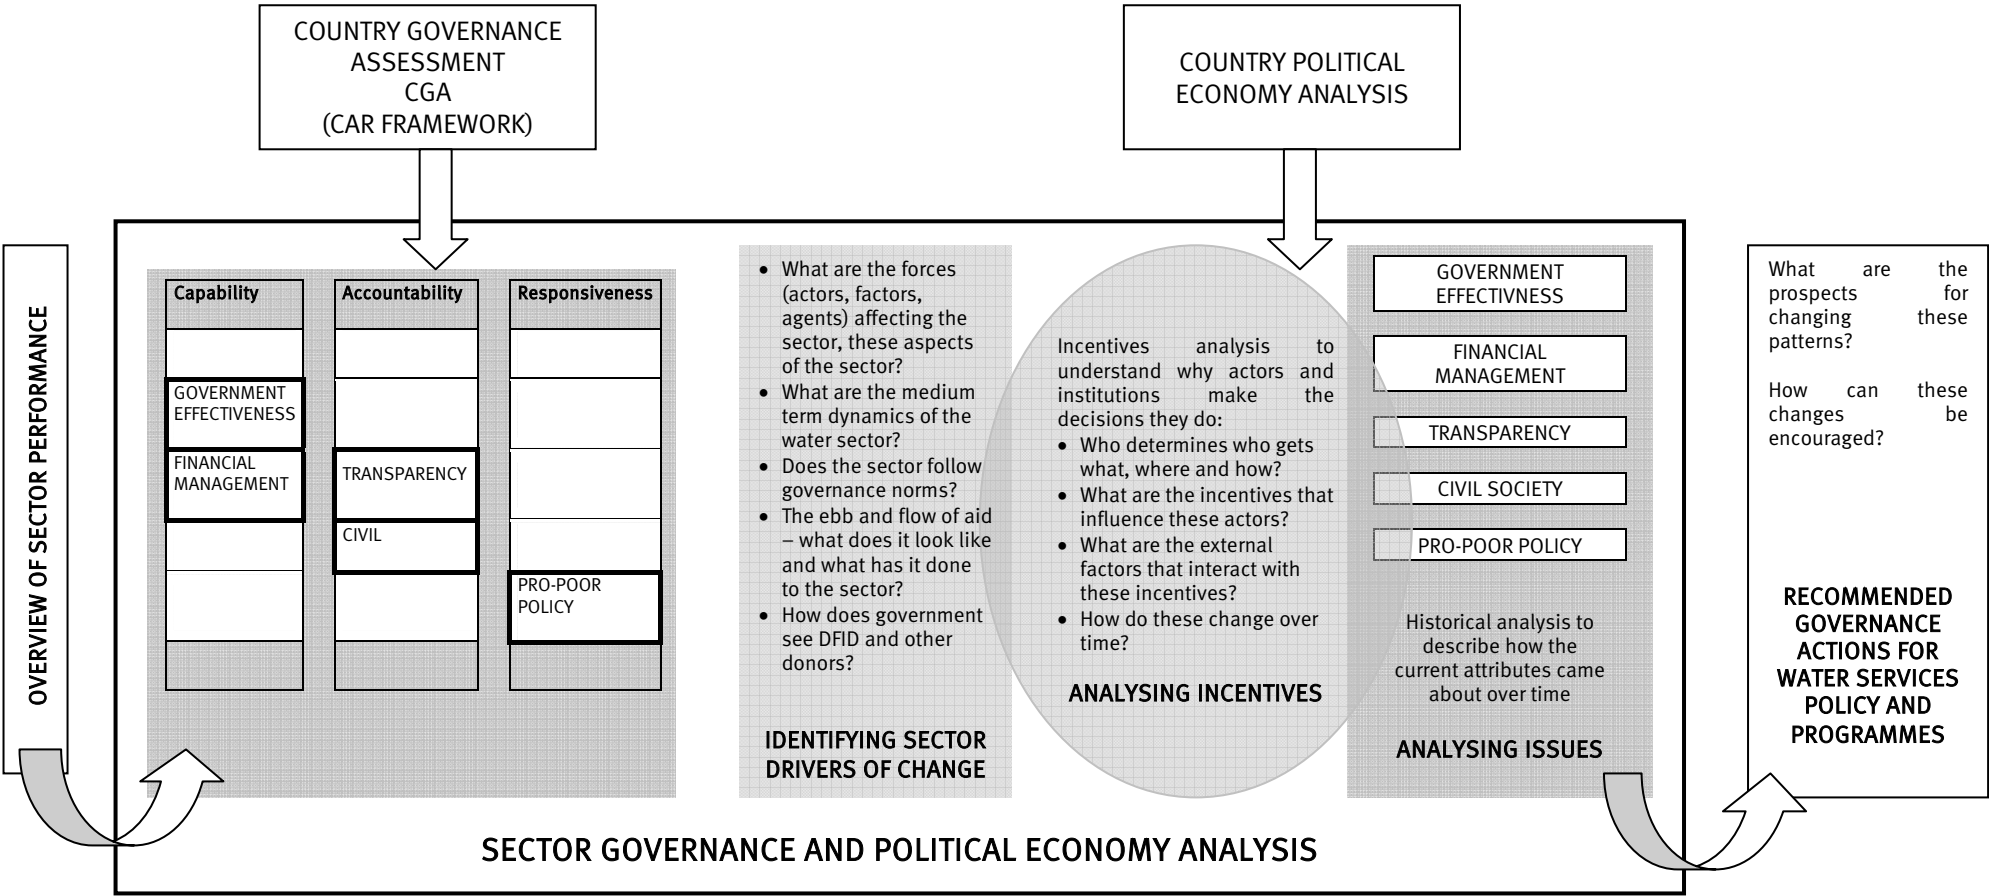 COUNTRY GOVERNANCE
ASSESSMENT
CGA
(CAR FRAMEWORK)
COUNTRY POLITICAL
ECONOMY ANALYSIS
OVERVIEW OF SECTOR PERFORMANCE
Capability
GOVERNMENT
EFFECTIVENESS
FINANCIAL
MANAGEMENT
Accountability
TRANSPARENCY
CIVIL
Responsiveness
PRO-POOR
POLICY
• What are the forces
(actors, factors,
agents) affecting the
sector, these aspects
of the sector?
• What are the medium
term dynamics of the
water sector?
• Does the sector follow
governance norms?
• The ebb and flow of aid
– what does it look like
and what has it done
to the sector?
• How does government
see DFID and other
donors?
IDENTIFYING SECTOR
DRIVERS OF CHANGE
Incentives analysis to
understand why actors and
institutions make the
decisions they do:
• Who determines who gets
what, where and how?
• What are the incentives that
influence these actors?
• What are the external
factors that interact with
these incentives?
• How do these change over
time?
ANALYSING INCENTIVES
GOVERNMENT
EFFECTIVNESS
FINANCIAL
MANAGEMENT
TRANSPARENCY
CIVIL SOCIETY
PRO-POOR POLICY
Historical analysis to
describe how the
current attributes came
about over time
ANALYSING ISSUES
SECTOR GOVERNANCE AND POLITICAL ECONOMY ANALYSIS
What are the
prospects for
changing these
patterns?
How can these
changes be
encouraged?
RECOMMENDED
GOVERNANCE
ACTIONS FOR
WATER SERVICES
POLICY AND
PROGRAMMES